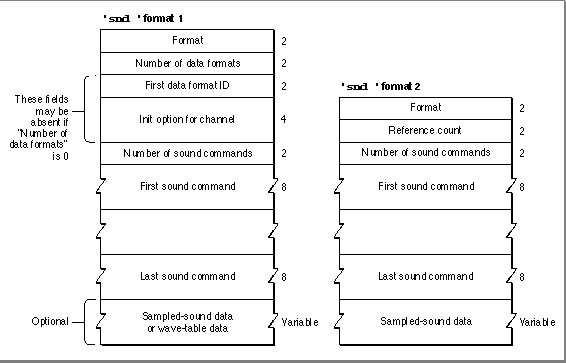 'snd ' format 1
Format 2
Number of data formats 2
First data format ID 2
Init option for channel 4
These fields
may be
absent if
"Number of
data formats"
is 0
Number of sound commands 2
First sound command 8
Last sound command 8
Optional
Sampled-sound data
or wave-table data
Variable
'snd ' format 2
Format 2
Reference count 2
Number of sound commands 2
First sound command 8
Last sound command 8
Sampled-sound data Variable